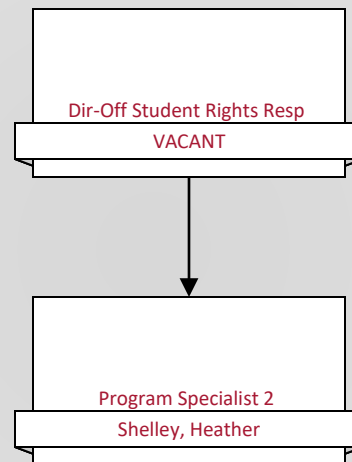 Dir-Off Student Rights Resp
VACANT
Program Specialist 2
Shelley, Heather